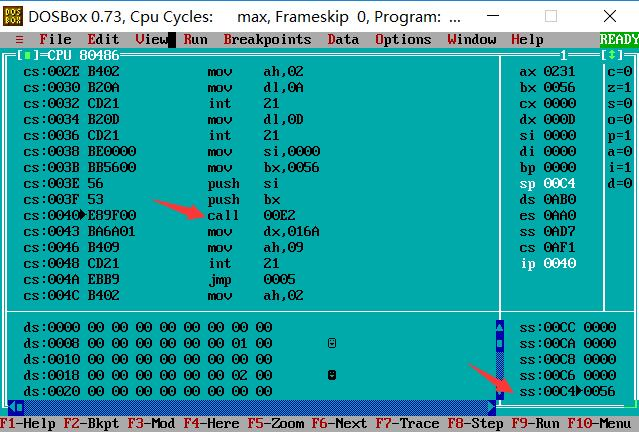 DOSBox 0.73, Cpu Cycles: max, Frameskip 0, Program: ...
≡ File Edit View Run Breakpoints Data Options Window Help READY
CPU 80486 1
cs:002E B402 mov ah,02 ax 0231 c=0
cs:0030 B20A mov dl,0A bx 0056 z=1
cs:0032 CD21 int 21 cx 0000 s=0
cs:0034 B20D mov dl,0D dx 000D o=0
cs:0036 CD21 int 21 si 0000 p=1
cs:0038 BE0000 mov si,0000 di 0000 a=0
cs:003B BB5600 mov bx,0056 bp 0000 i=1
cs:003E 56 push si sp 00C4 d=0
cs:003F 53 push bx ds 0AB0
cs:0040►E89F00 call 00E2 es 0AA0
cs:0043 BA6A01 mov dx,016A ss 0AD7
cs:0046 B409 mov ah,09 cs 0AF1
cs:0048 CD21 int 21 ip 0040
cs:004A EBB9 jmp 0005
cs:004C B402 mov ah,02
ds:0000 00 00 00 00 00 00 00 00 ss:00CC 0000
ds:0008 00 00 00 00 00 00 01 00 ☺ ss:00CA 0000
ds:0010 00 00 00 00 00 00 00 00 ss:00C8 0000
ds:0018 00 00 00 00 00 00 02 00 ☻ ss:00C6 0000
ds:0020 00 00 00 00 00 00 00 00 ss:00C4►0056
F1-Help F2-Bkpt F3-Mod F4-Here F5-Zoom F6-Next F7-Trace F8-Step F9-Run F10-Menu